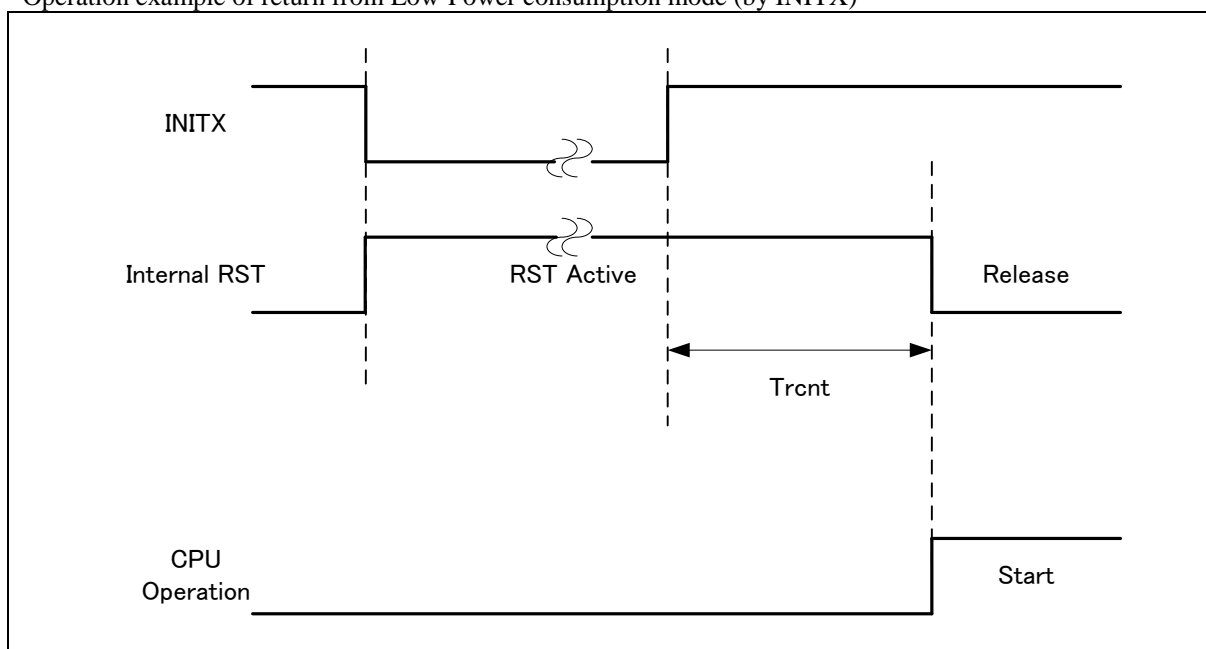 Operation example of return from Low-Power consumption mode (by INITX)
INITX
Internal RST
RST Active
Release
Trcnt
CPU
Operation
Start